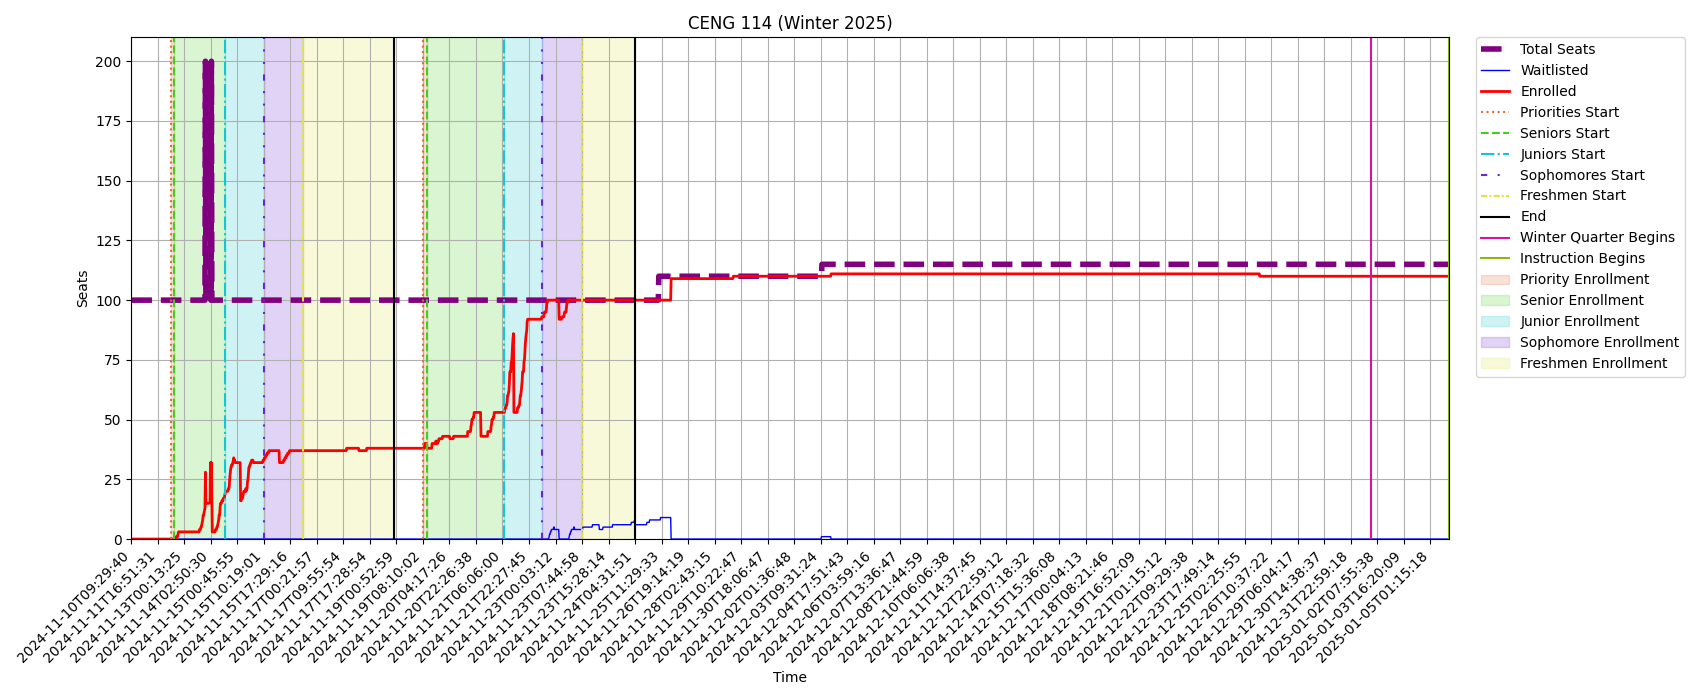 CENG 114 (Winter 2025)
Seats
200
175
150
125
100
75
50
25
0
2024-11-10T09:29:40
2024-11-11T16:51:31
2024-11-13T00:13:25
2024-11-14T02:50:30
2024-11-15T00:45:55
2024-11-15T10:19:01
2024-11-15T17:29:16
2024-11-17T00:21:57
2024-11-17T09:55:54
2024-11-17T17:28:54
2024-11-19T00:52:59
2024-11-19T08:10:02
2024-11-20T04:17:26
2024-11-20T22:26:38
2024-11-21T06:06:00
2024-11-21T22:27:45
2024-11-23T00:03:12
2024-11-23T07:44:58
2024-11-23T15:28:14
2024-11-24T04:31:51
2024-11-25T11:29:33
2024-11-26T19:14:19
2024-11-28T02:43:15
2024-11-29T10:22:47
2024-11-30T18:06:47
2024-12-02T01:36:48
2024-12-03T09:31:24
2024-12-04T17:51:43
2024-12-06T03:59:16
2024-12-07T13:36:47
2024-12-08T21:44:59
2024-12-10T06:06:38
2024-12-11T14:37:45
2024-12-12T22:59:12
2024-12-14T07:18:32
2024-12-15T15:36:08
2024-12-17T00:04:13
2024-12-18T08:21:46
2024-12-19T16:52:09
2024-12-21T01:15:12
2024-12-22T09:29:38
2024-12-23T17:49:14
2024-12-25T02:25:55
2024-12-26T10:37:22
2024-12-29T06:04:17
2024-12-30T14:38:37
2024-12-31T22:59:18
2025-01-02T07:55:38
2025-01-03T16:20:09
2025-01-05T01:15:18
Time
Total Seats
Waitlisted
Enrolled
Priorities Start
Seniors Start
Juniors Start
Sophomores Start
Freshmen Start
End
Winter Quarter Begins
Instruction Begins
Priority Enrollment
Senior Enrollment
Junior Enrollment
Sophomore Enrollment
Freshmen Enrollment